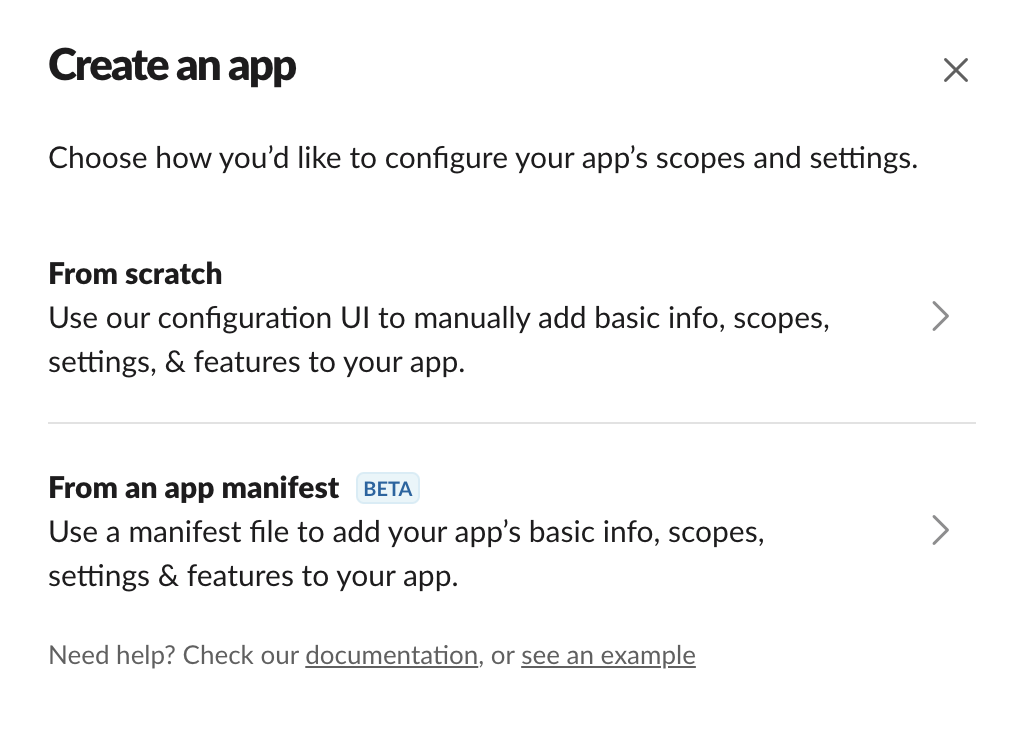 Create an app
Choose how you’d like to configure your app’s scopes and settings.
From scratch
Use our configuration UI to manually add basic info, scopes,
settings, & features to your app.
From an app manifest BETA
Use a manifest file to add your app’s basic info, scopes,
settings & features to your app.
Need help? Check our documentation, or see an example